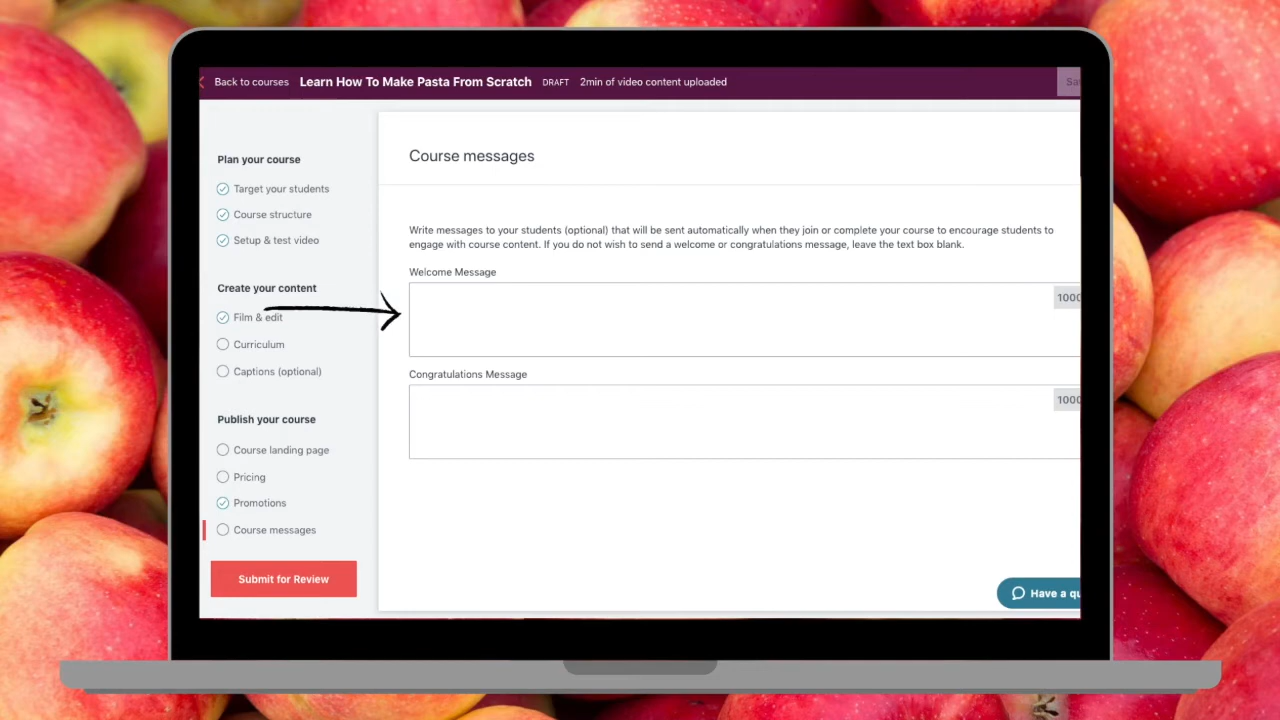 Back to courses Learn How To Make Pasta From Scratch DRAFT 2min of video content uploaded
Plan your course
Target your students
Course structure
Setup & test video
Create your content
Film & edit
Curriculum
Captions (optional)
Publish your course
Course landing page
Pricing
Promotions
Course messages
Submit for Review
Course messages
Write messages to your students (optional) that will be sent automatically when they join or complete your course to encourage students to
engage with course content. If you do not wish to send a welcome or congratulations message, leave the text box blank.
Welcome Message
1000
Congratulations Message
1000
Have a